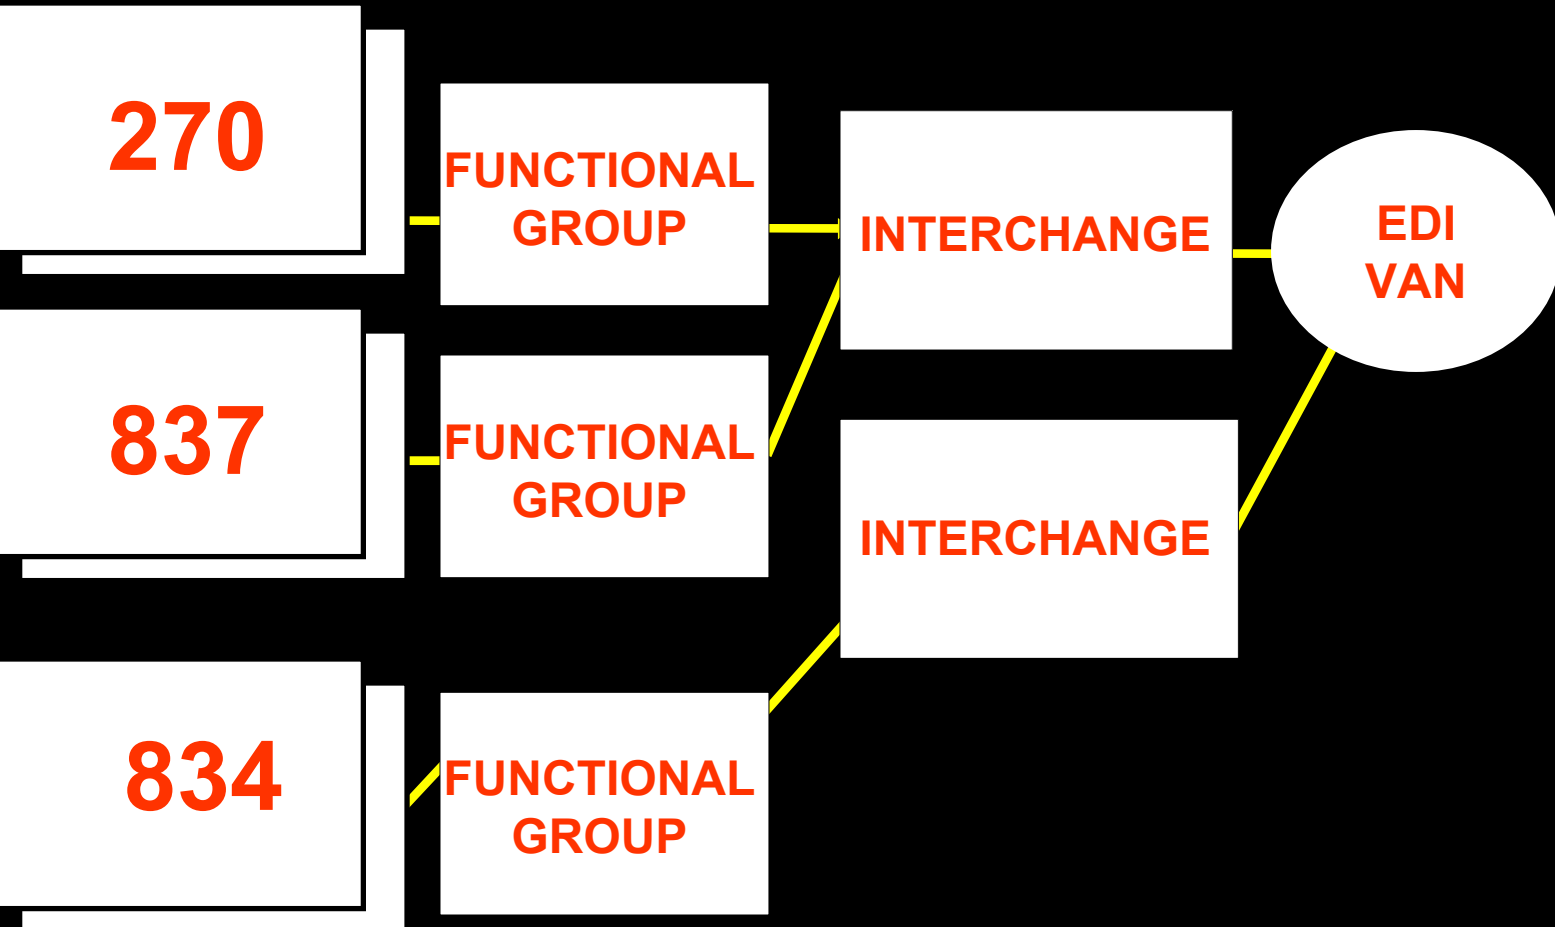 270
FUNCTIONAL
GROUP
INTERCHANGE
EDI
VAN
837
FUNCTIONAL
GROUP
INTERCHANGE
834
FUNCTIONAL
GROUP